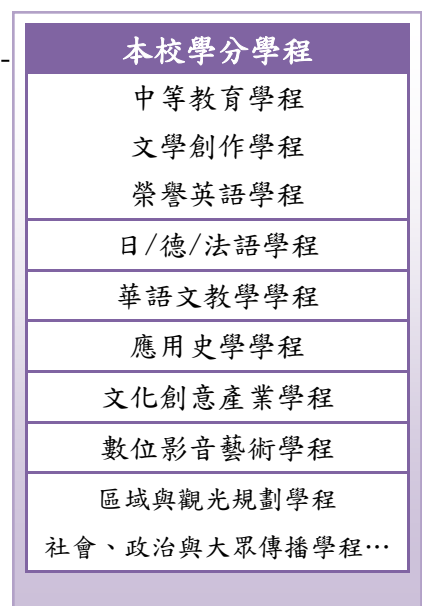 本校學分學程
中等教育學程
文學創作學程
榮譽英語學程
日/德/法語學程
華語文教學學程
應用史學學程
文化創意產業學程
數位影音藝術學程
區域與觀光規劃學程
社會、政治與大眾傳播學程…